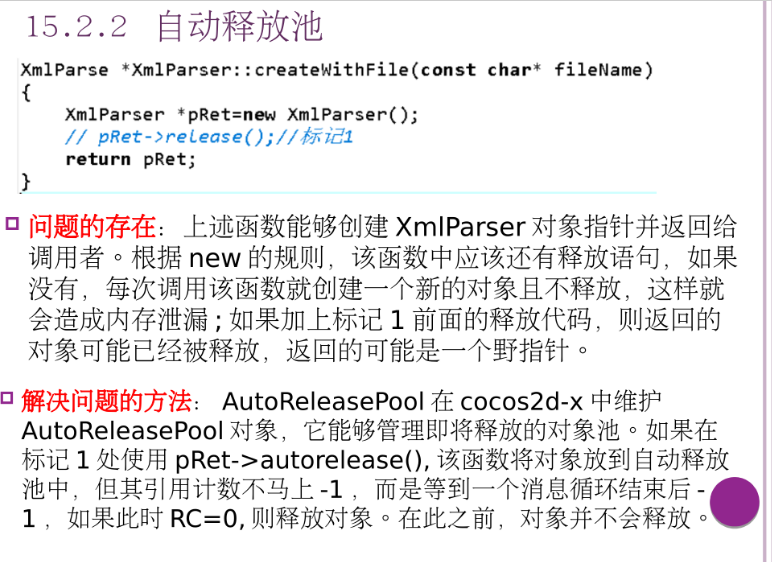 15.2.2 自动释放池
XmlParse *XmlParser::createWithFile(const char* fileName)
{
    XmlParser *pRet=new XmlParser();
    // pRet->release();//标记1
    return pRet;
}
问题的存在：上述函数能够创建 XmlParser 对象指针并返回给
调用者。根据 new 的规则，该函数中应该还有释放语句，如果
没有，每次调用该函数就创建一个新的对象且不释放，这样就
会造成内存泄漏 ; 如果加上标记 1 前面的释放代码，则返回的
对象可能已经被释放，返回的可能是一个野指针。
解决问题的方法： AutoReleasePool 在 cocos2d-x 中维护
AutoReleasePool 对象，它能够管理即将释放的对象池。如果在
标记 1 处使用 pRet->autorelease(), 该函数将对象放到自动释放
池中，但其引用计数不马上 -1 ，而是等到一个消息循环结束后 -
1 ，如果此时 RC=0, 则释放对象。在此之前，对象并不会释放。